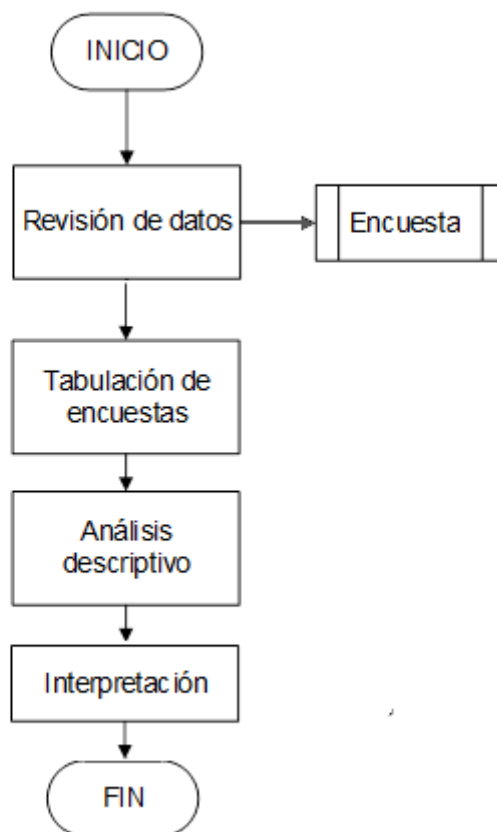 INICIO
Revisión de datos
Encuesta
Tabulación de
encuestas
Análisis
descriptivo
Interpretación
FIN